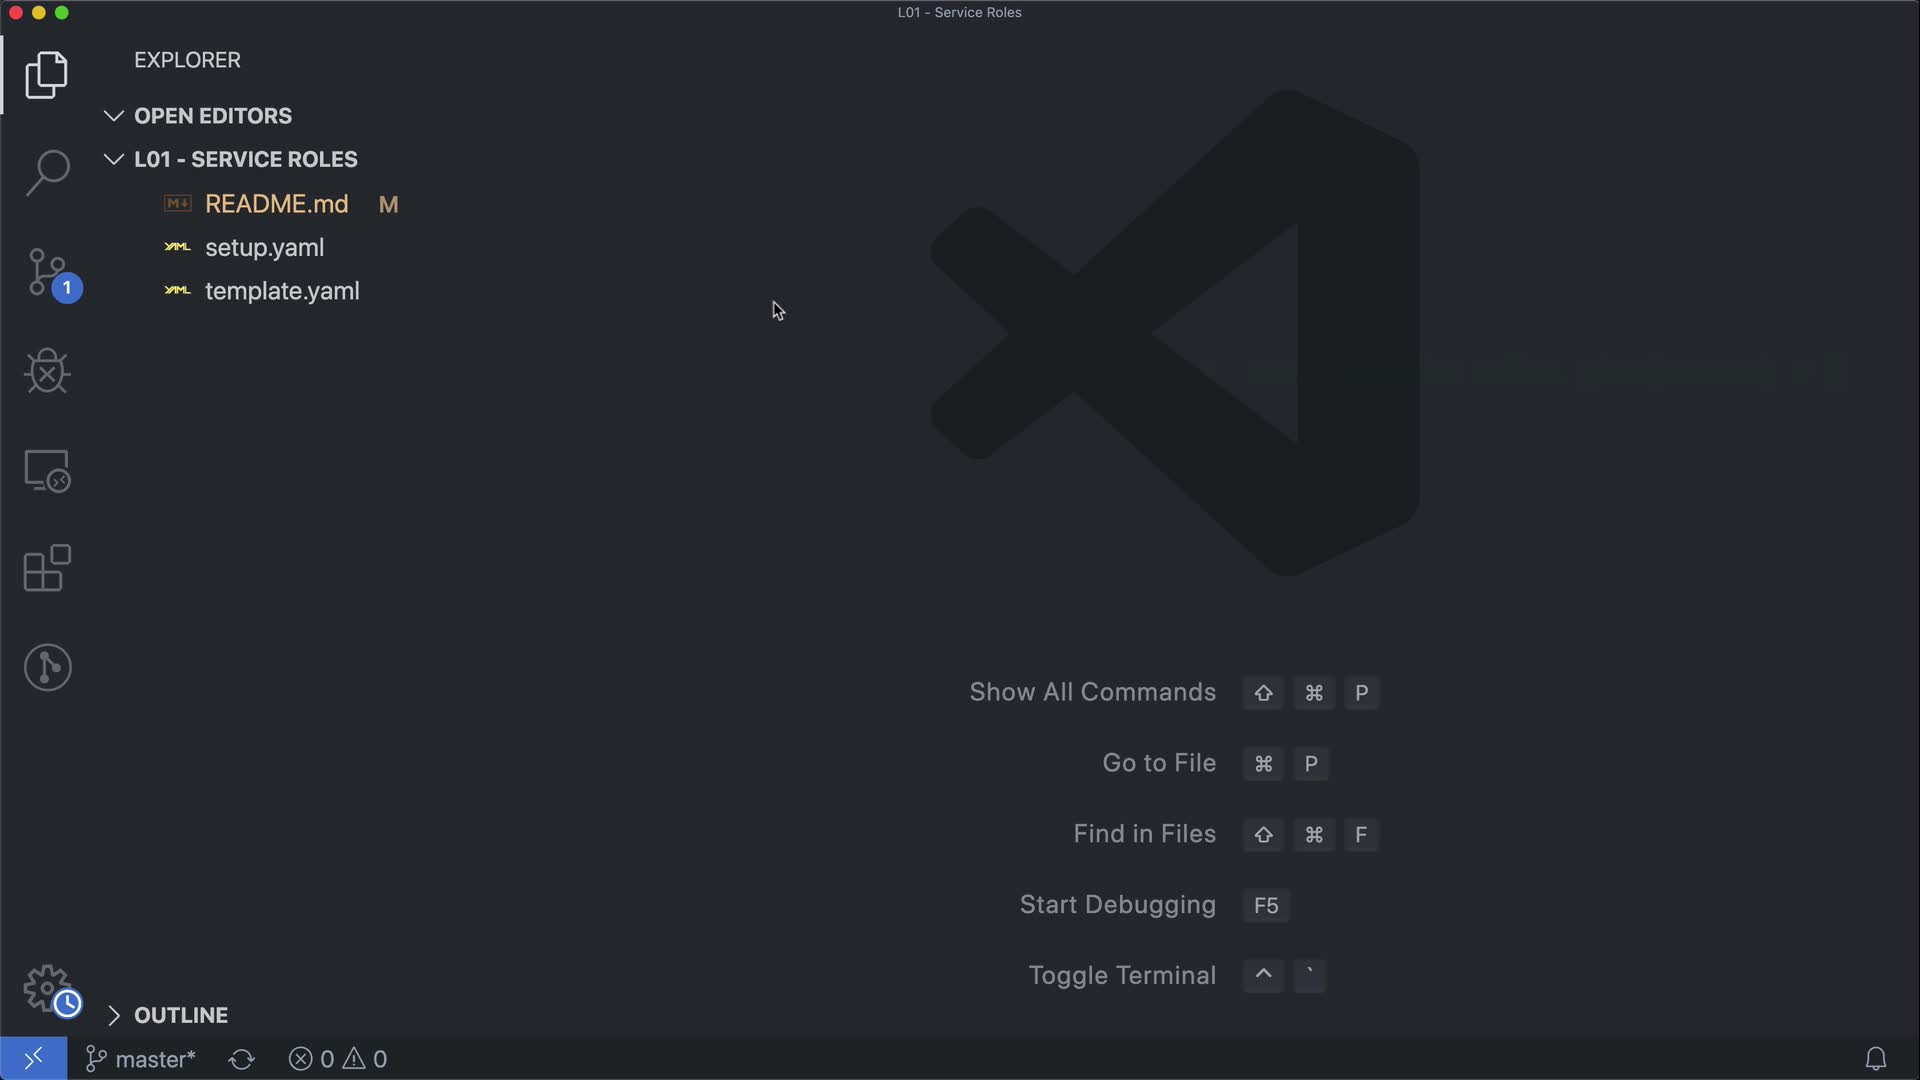 L01 - Service Roles
EXPLORER
OPEN EDITORS
L01 - SERVICE ROLES
README.md M
setup.yaml
template.yaml
1
Show All Commands ⇧ ⌘ P
Go to File ⌘ P
Find in Files ⇧ ⌘ F
Start Debugging F5
Toggle Terminal ^ `
OUTLINE
master* 0 0